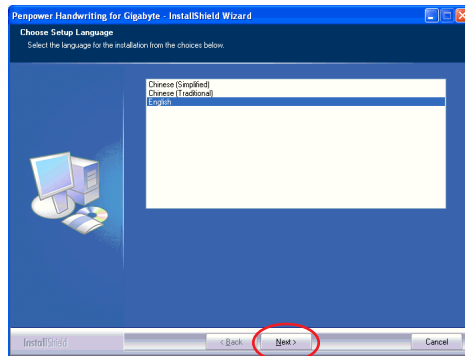 Penpower Handwriting for Gigabyte - InstallShield Wizard
Choose Setup Language
Select the language for the installation from the choices below.
Chinese (Simplified)
Chinese (Traditional)
English
InstallShield
< Back
Next >
Cancel